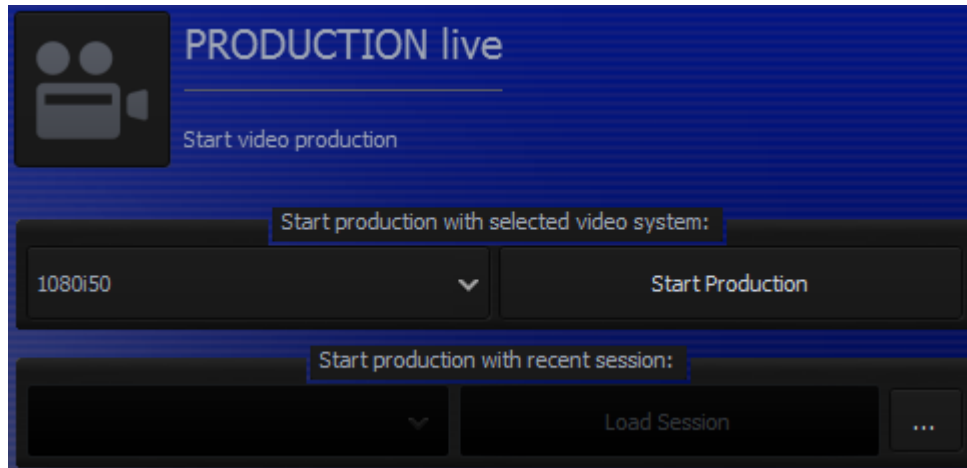 PRODUCTION live
Start video production
Start production with selected video system:
1080i50
Start Production
Start production with recent session:
Load Session
...